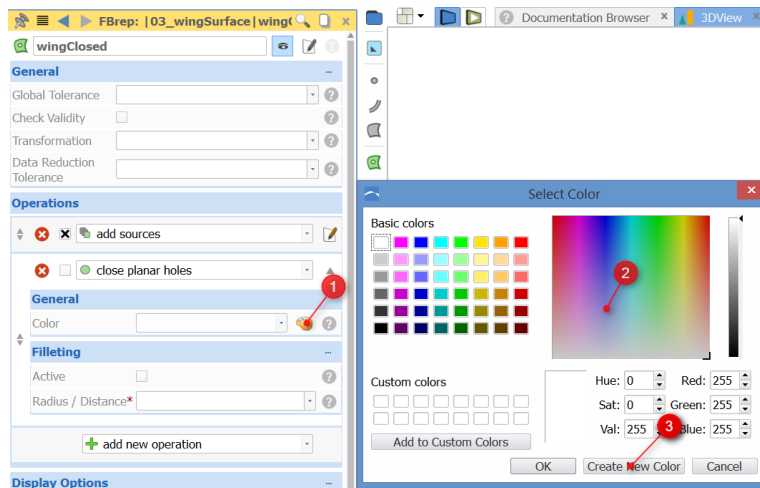 FBrep: |03_wingSurface|wing(
wingClosed
General
Global Tolerance
Check Validity
Transformation
Data Reduction
Tolerance
Operations
add sources
close planar holes
1
General
Color
Filleting
Active
Radius / Distance*
add new operation
Display Options
Documentation Browser
3DView
Select Color
Basic colors
2
Custom colors
Add to Custom Colors
Hue: 0
Red: 255
Sat: 0
Green: 255
Val: 255
3
Blue: 255
OK
Create New Color
Cancel